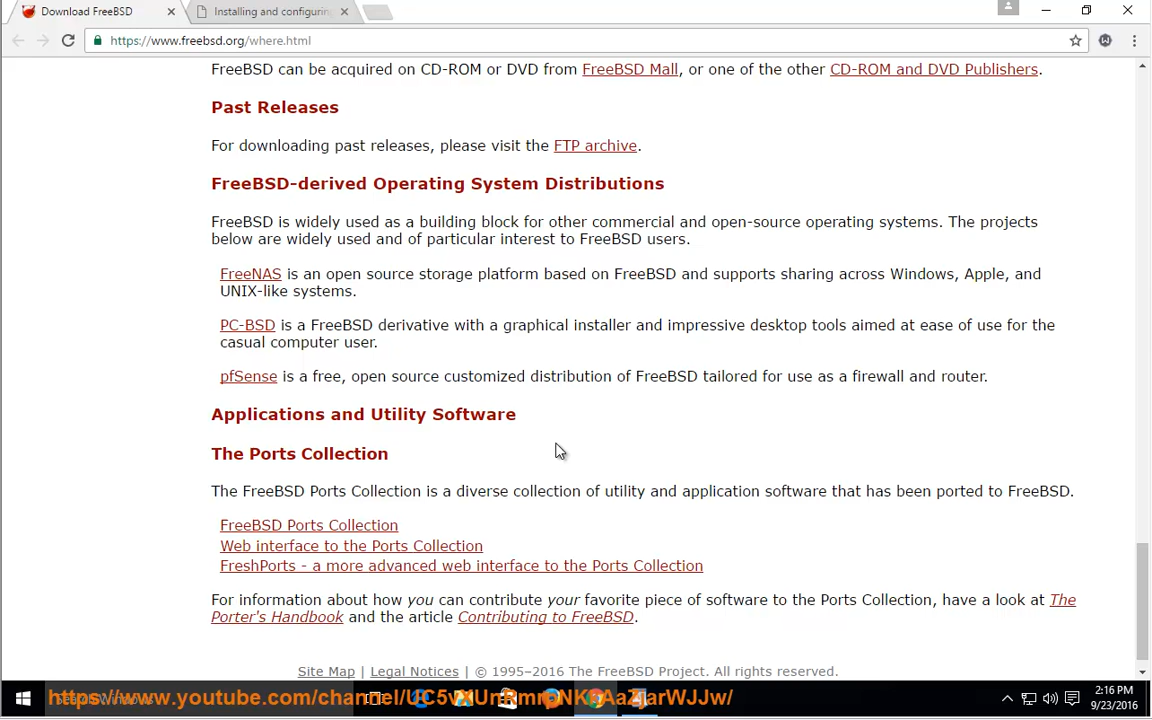 Download FreeBSD
Installing and configurin
https://www.freebsd.org/where.html
FreeBSD can be acquired on CD-ROM or DVD from FreeBSD Mall, or one of the other CD-ROM and DVD Publishers.
Past Releases
For downloading past releases, please visit the FTP archive.
FreeBSD-derived Operating System Distributions
FreeBSD is widely used as a building block for other commercial and open-source operating systems. The projects
below are widely used and of particular interest to FreeBSD users.
FreeNAS is an open source storage platform based on FreeBSD and supports sharing across Windows, Apple, and
UNIX-like systems.
PC-BSD is a FreeBSD derivative with a graphical installer and impressive desktop tools aimed at ease of use for the
casual computer user.
pfSense is a free, open source customized distribution of FreeBSD tailored for use as a firewall and router.
Applications and Utility Software
The Ports Collection
The FreeBSD Ports Collection is a diverse collection of utility and application software that has been ported to FreeBSD.
FreeBSD Ports Collection
Web interface to the Ports Collection
FreshPorts - a more advanced web interface to the Ports Collection
For information about how you can contribute your favorite piece of software to the Ports Collection, have a look at The
Porter's Handbook and the article Contributing to FreeBSD.
Site Map | Legal Notices | © 1995–2016 The FreeBSD Project. All rights reserved.
2:16 PM
9/23/2016